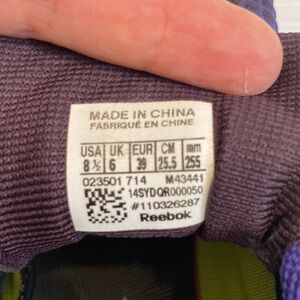 MADE IN CHINA
FABRIQUÉ EN CHINE
USA UK EUR CM mm
8 ½ 6 39 25.5 255
023501 714 M43441
14SYDQR000050
#110326287
Reebok